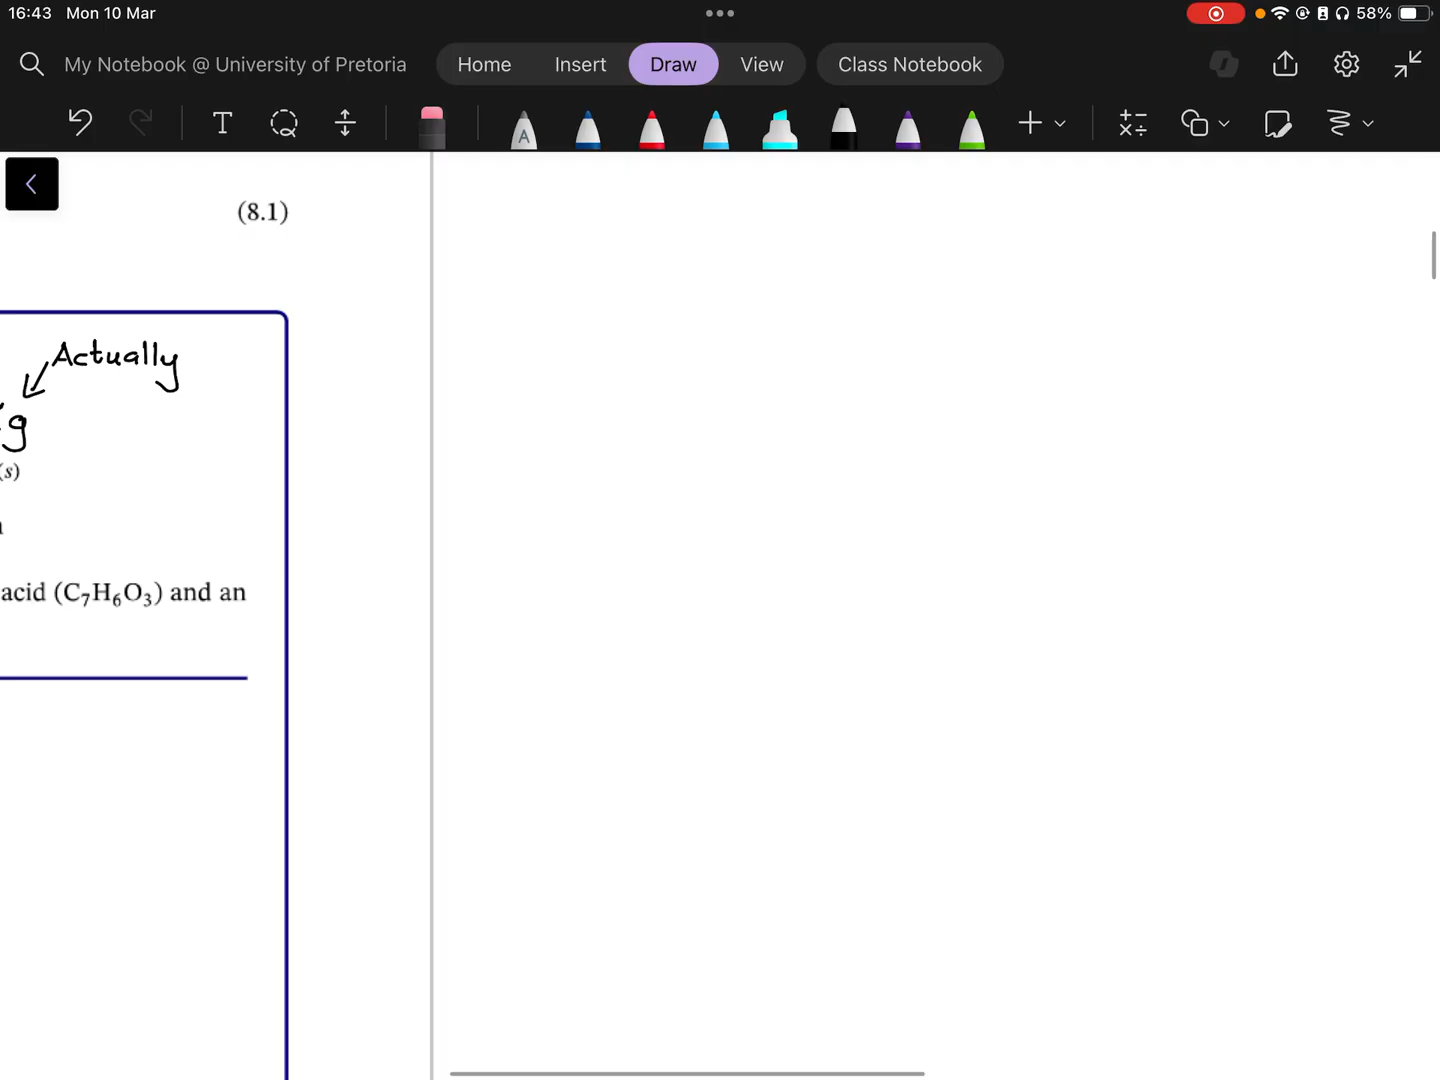 16:43 Mon 10 Mar
58%
My Notebook @ University of Pretoria
Home Insert Draw View Class Notebook
T
A
(8.1)
Actually
g
(s)
acid (C₇H₆O₃) and an